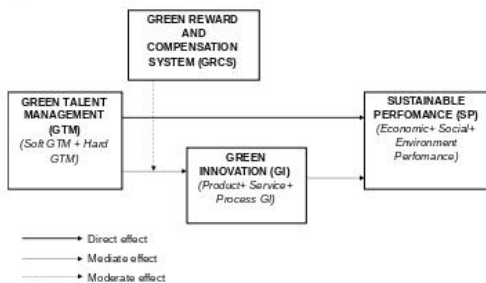 GREEN REWARD
AND
COMPENSATION
SYSTEM (GRCS)
GREEN TALENT
MANAGEMENT
(GTM)
(Soft GTM + Hard
GTM)
SUSTAINABLE
PERFOMANCE (SP)
(Economic+ Social+
Environment
Perfomance)
GREEN
INNOVATION (GI)
(Product+ Service+
Process GI)
Direct effect
Mediate effect
Moderate effect